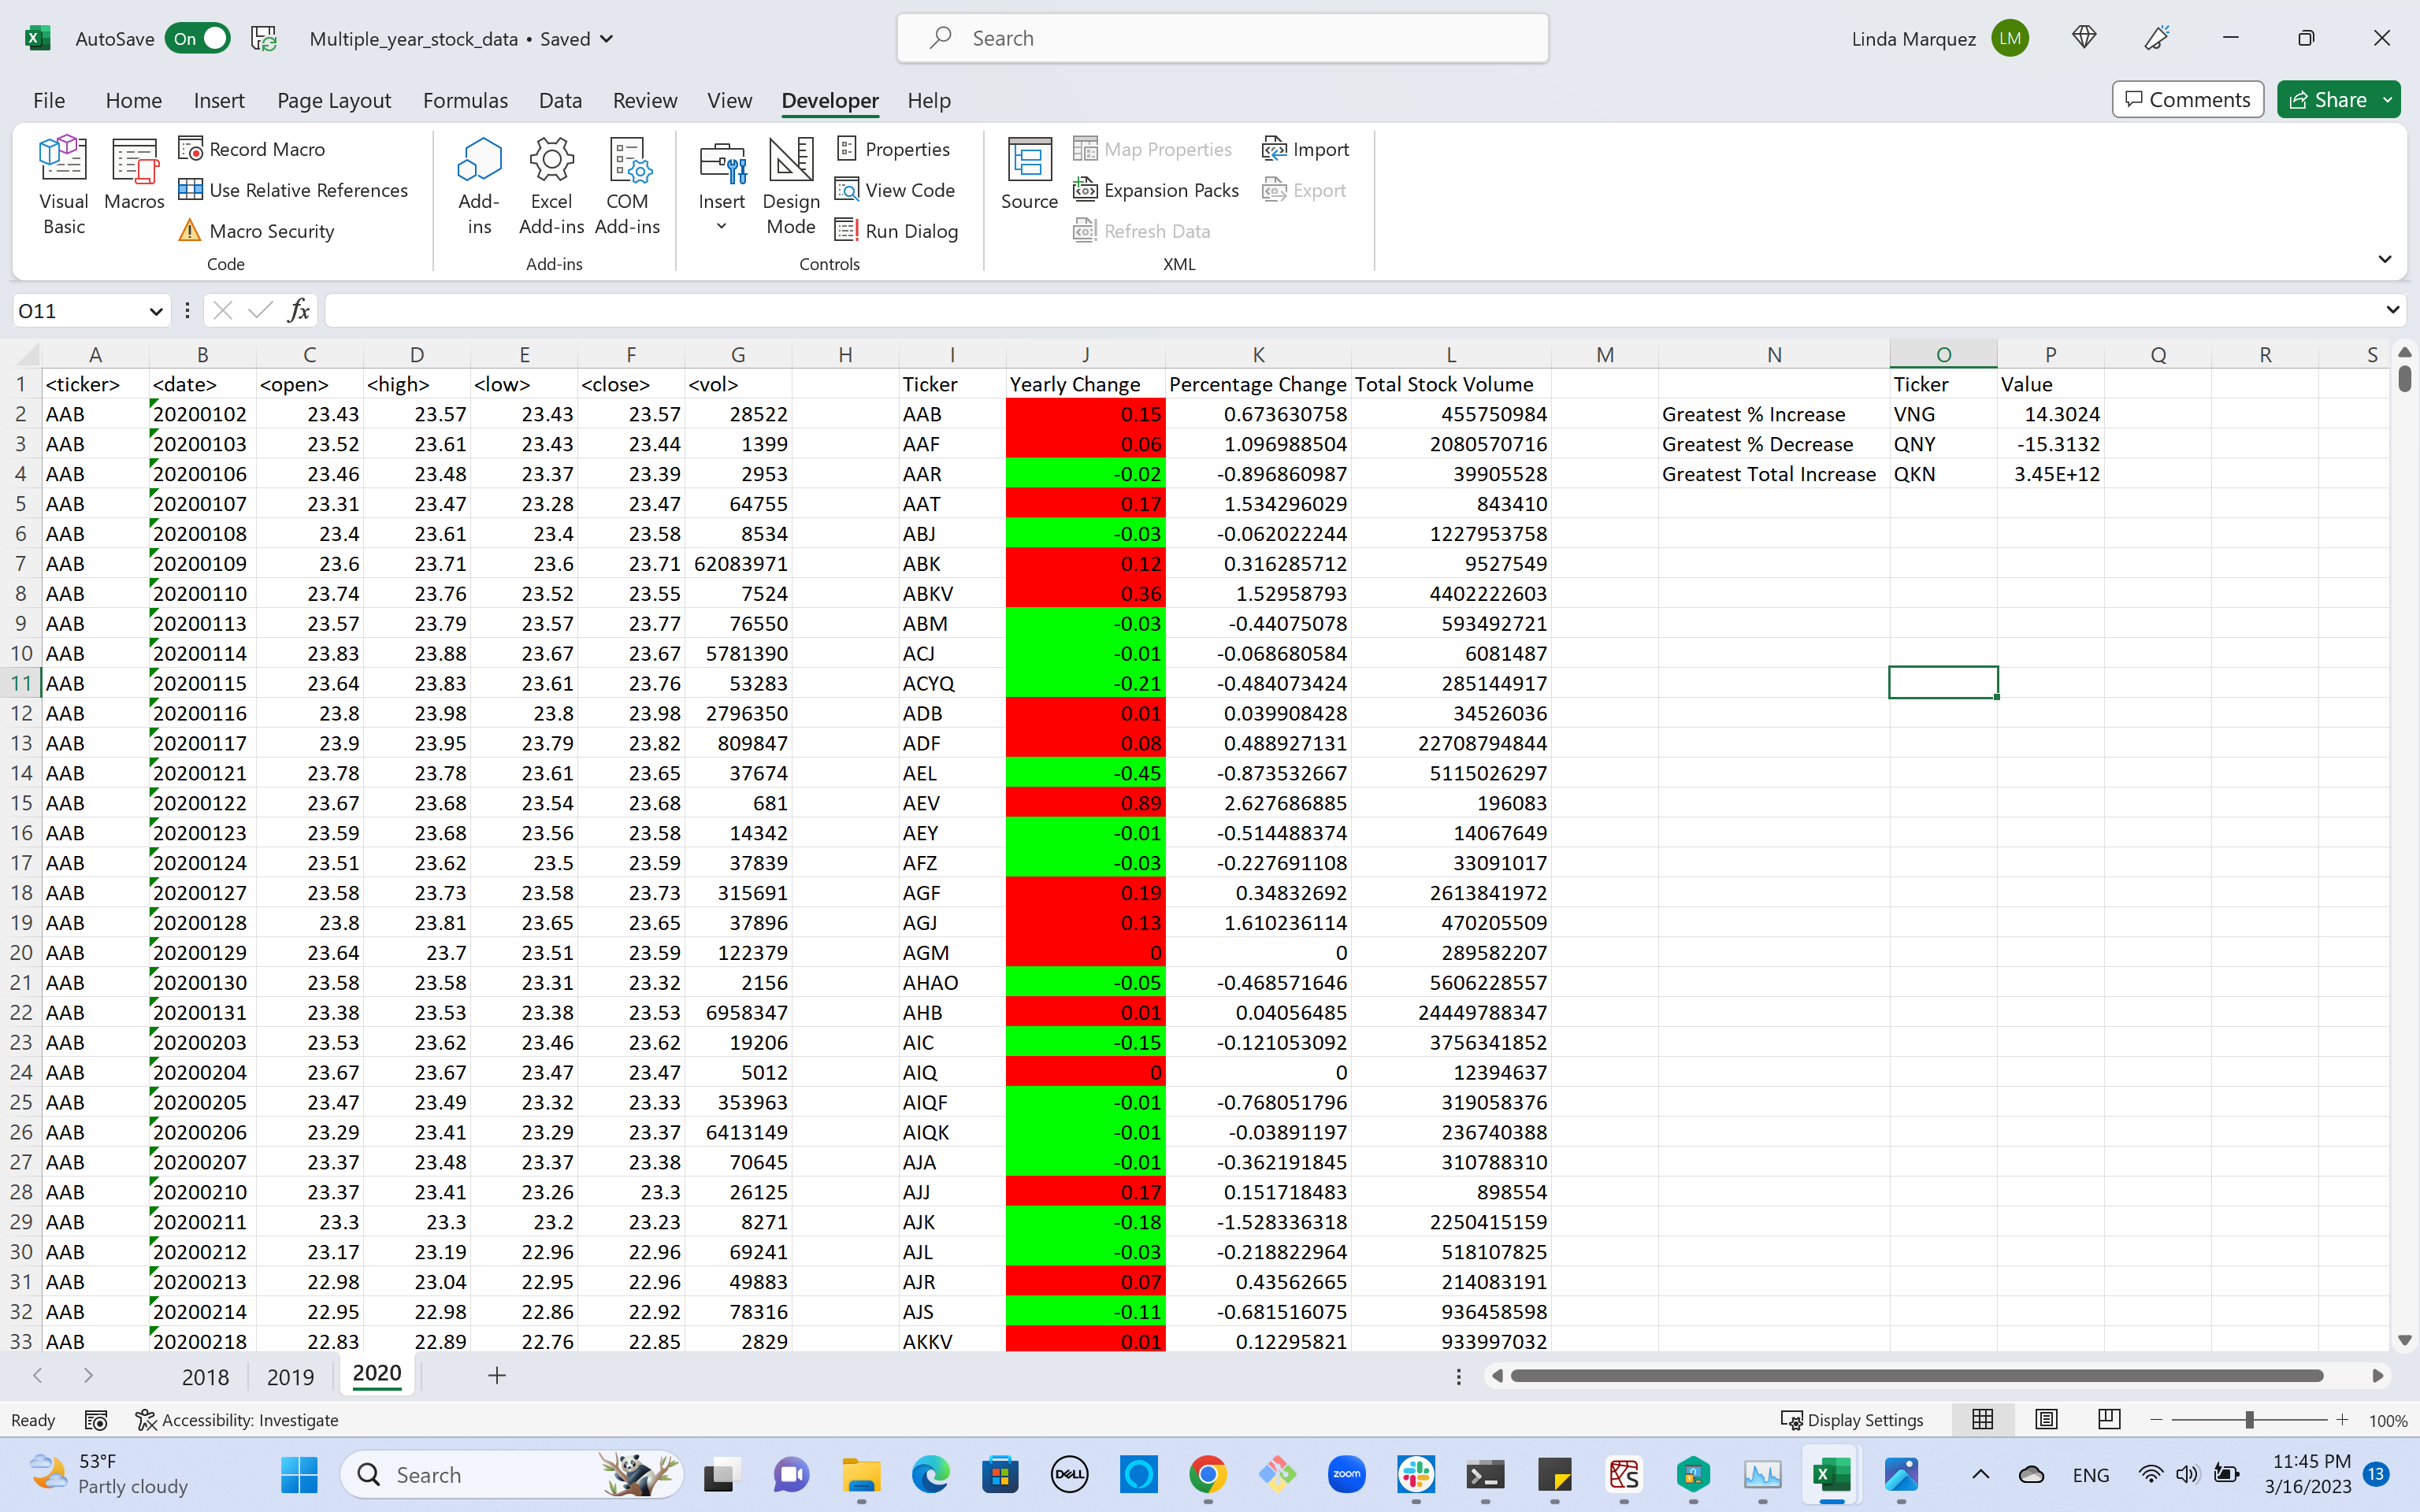 AutoSave On Multiple_year_stock_data • Saved Search Linda Marquez LM
File Home Insert Page Layout Formulas Data Review View Developer Help Comments Share
Visual Basic
Macros
Record Macro
Use Relative References
Macro Security
Code
Add-ins
Excel Add-ins
COM Add-ins
Add-ins
Insert
Design Mode
Properties
View Code
Run Dialog
Controls
Source
Map Properties
Expansion Packs
Refresh Data
Import
Export
XML
O11 fx
A B C D E F G H I J K L M N O P Q R S
1 <ticker> <date> <open> <high> <low> <close> <vol> Ticker Yearly Change Percentage Change Total Stock Volume Ticker Value
2 AAB 20200102 23.43 23.57 23.43 23.57 28522 AAB 0.15 0.673630758 455750984 Greatest % Increase VNG 14.3024
3 AAB 20200103 23.52 23.61 23.43 23.44 1399 AAF 0.06 1.096988504 2080570716 Greatest % Decrease QNY -15.3132
4 AAB 20200106 23.46 23.48 23.37 23.39 2953 AAR -0.02 -0.896860987 39905528 Greatest Total Increase QKN 3.45E+12
5 AAB 20200107 23.31 23.47 23.28 23.47 64755 AAT 0.17 1.534296029 843410
6 AAB 20200108 23.4 23.61 23.4 23.58 8534 ABJ -0.03 -0.062022244 1227953758
7 AAB 20200109 23.6 23.71 23.6 23.71 62083971 ABK 0.12 0.316285712 9527549
8 AAB 20200110 23.74 23.76 23.52 23.55 7524 ABKV 0.36 1.52958793 4402222603
9 AAB 20200113 23.57 23.79 23.57 23.77 76550 ABM -0.03 -0.44075078 593492721
10 AAB 20200114 23.83 23.88 23.67 23.67 5781390 ACJ -0.01 -0.068680584 6081487
11 AAB 20200115 23.64 23.83 23.61 23.76 53283 ACYQ -0.21 -0.484073424 285144917
12 AAB 20200116 23.8 23.98 23.8 23.98 2796350 ADB 0.01 0.039908428 34526036
13 AAB 20200117 23.9 23.95 23.79 23.82 809847 ADF 0.08 0.488927131 22708794844
14 AAB 20200121 23.78 23.78 23.61 23.65 37674 AEL -0.45 -0.873532667 5115026297
15 AAB 20200122 23.67 23.68 23.54 23.68 681 AEV 0.89 2.627686885 196083
16 AAB 20200123 23.59 23.68 23.56 23.58 14342 AEY -0.01 -0.514488374 14067649
17 AAB 20200124 23.51 23.62 23.5 23.59 37839 AFZ -0.03 -0.227691108 33091017
18 AAB 20200127 23.58 23.73 23.58 23.73 315691 AGF 0.19 0.34832692 2613841972
19 AAB 20200128 23.8 23.81 23.65 23.65 37896 AGJ 0.13 1.610236114 470205509
20 AAB 20200129 23.64 23.7 23.51 23.59 122379 AGM 0 0 289582207
21 AAB 20200130 23.58 23.58 23.31 23.32 2156 AHAO -0.05 -0.468571646 5606228557
22 AAB 20200131 23.38 23.53 23.38 23.53 6958347 AHB 0.01 0.04056485 24449788347
23 AAB 20200203 23.53 23.62 23.46 23.62 19206 AIC -0.15 -0.121053092 3756341852
24 AAB 20200204 23.67 23.67 23.47 23.47 5012 AIQ 0 0 12394637
25 AAB 20200205 23.47 23.49 23.32 23.33 353963 AIQF -0.01 -0.768051796 319058376
26 AAB 20200206 23.29 23.41 23.29 23.37 6413149 AIQK -0.01 -0.03891197 236740388
27 AAB 20200207 23.37 23.48 23.37 23.38 70645 AJA -0.01 -0.362191845 310788310
28 AAB 20200210 23.37 23.41 23.26 23.3 26125 AJJ 0.17 0.151718483 898554
29 AAB 20200211 23.3 23.3 23.2 23.23 8271 AJK -0.18 -1.528336318 2250415159
30 AAB 20200212 23.17 23.19 22.96 22.96 69241 AJL -0.03 -0.218822964 518107825
31 AAB 20200213 22.98 23.04 22.95 22.96 49883 AJR 0.07 0.43562665 214083191
32 AAB 20200214 22.95 22.98 22.86 22.92 78316 AJS -0.11 -0.681516075 936458598
33 AAB 20200218 22.83 22.89 22.76 22.85 2829 AKKV 0.01 0.12295821 933997032
2018 2019 2020
Ready Accessibility: Investigate Display Settings 100%
53°F
Partly cloudy
Search
DELL
zoom
ENG
11:45 PM
3/16/2023
13